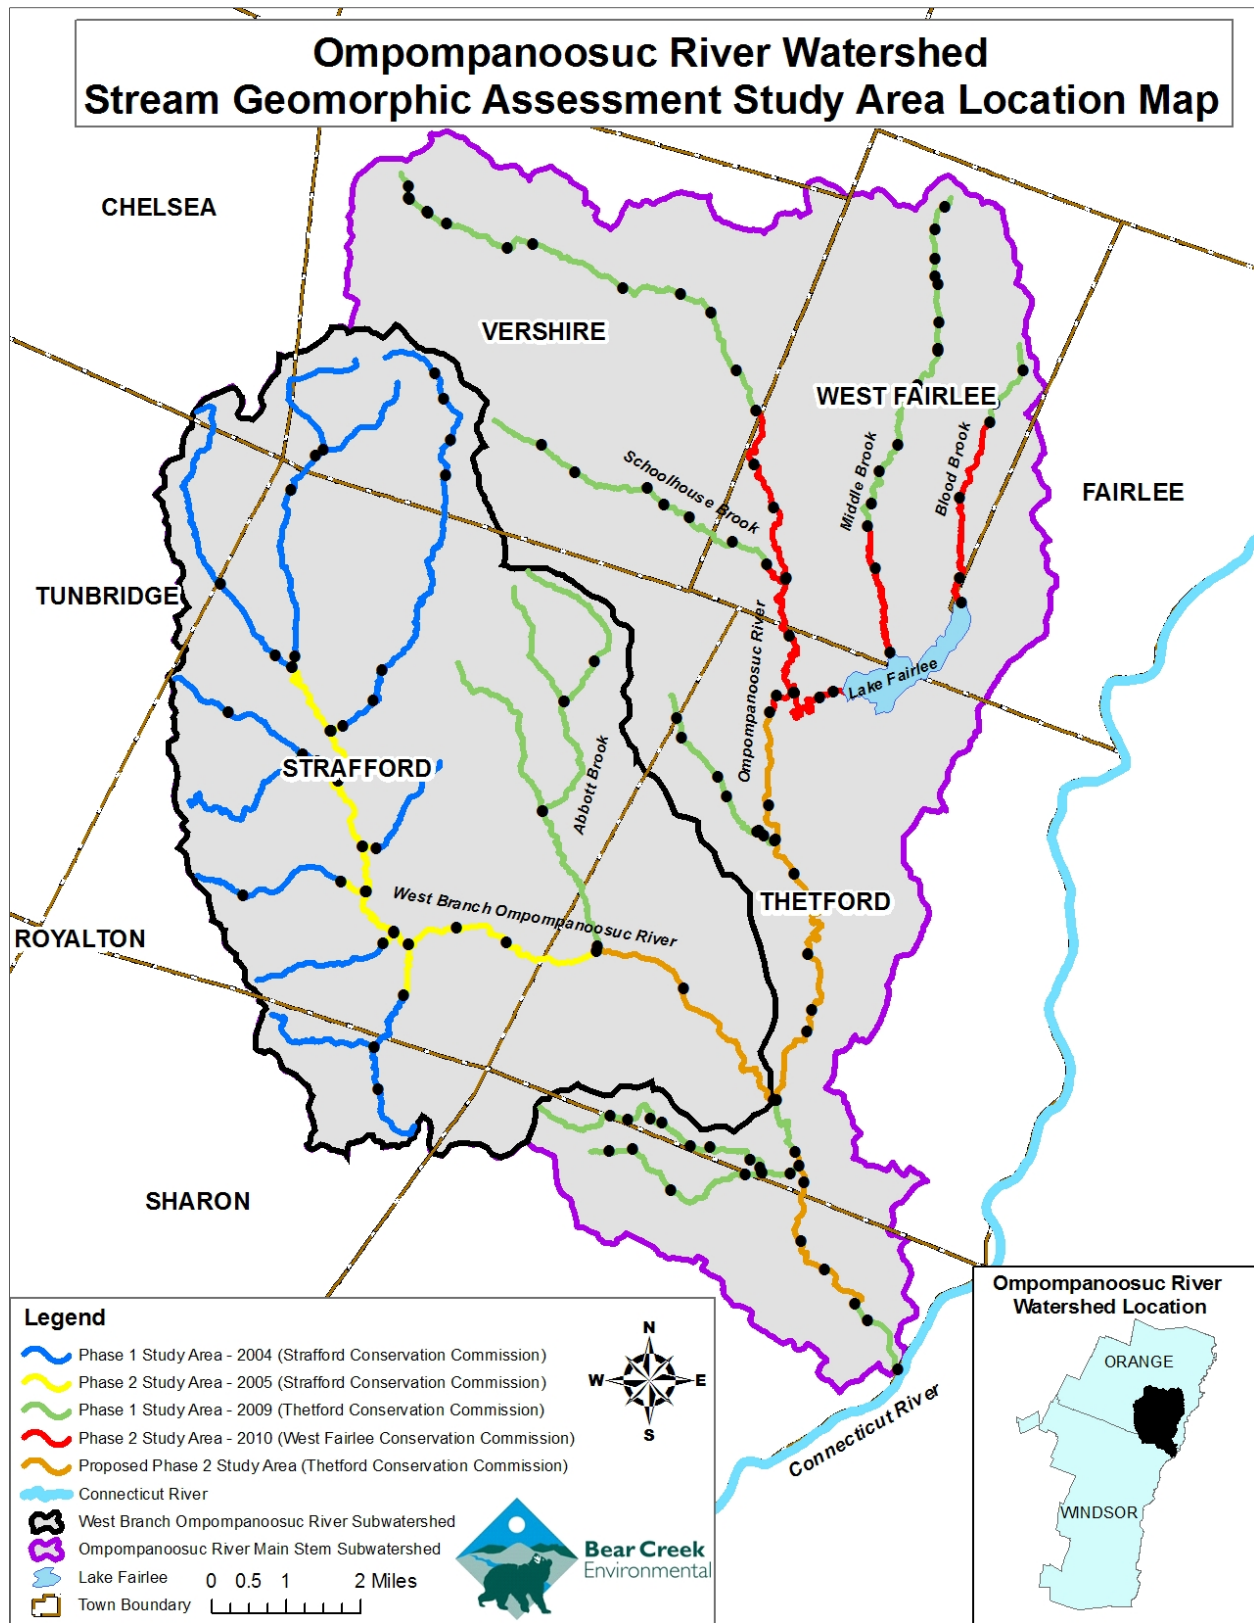 Ompompanoosuc River Watershed
Stream Geomorphic Assessment Study Area Location Map
CHELSEA
VERSHIRE
WEST FAIRLEE
Schoolhouse Brook
Middle Brook
Blood Brook
FAIRLEE
TUNBRIDGE
Ompompanoosuc River
Lake Fairlee
STRAFFORD
Abbott Brook
THETFORD
West Branch Ompompanoosuc River
ROYALTON
SHARON
Connecticut River
Legend
Phase 1 Study Area - 2004 (Strafford Conservation Commission)
Phase 2 Study Area - 2005 (Strafford Conservation Commission)
Phase 1 Study Area - 2009 (Thetford Conservation Commission)
Phase 2 Study Area - 2010 (West Fairlee Conservation Commission)
Proposed Phase 2 Study Area (Thetford Conservation Commission)
Connecticut River
West Branch Ompompanoosuc River Subwatershed
Ompompanoosuc River Main Stem Subwatershed
Lake Fairlee
Town Boundary
0 0.5 1 2 Miles
N
W E
S
Bear Creek
Environmental
Ompompanoosuc River
Watershed Location
ORANGE
WINDSOR